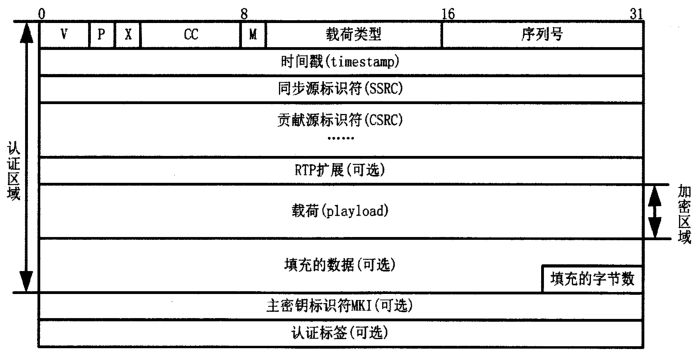 0 8 16 31
V P X CC M 载荷类型 序列号
时间戳(timestamp)
同步源标识符(SSRC)
贡献源标识符(CSRC)
……
RTP扩展(可选)
载荷(playload)
填充的数据(可选)
填充的字节数
主密钥标识符MKI(可选)
认证标签(可选)
认证区域
加密区域